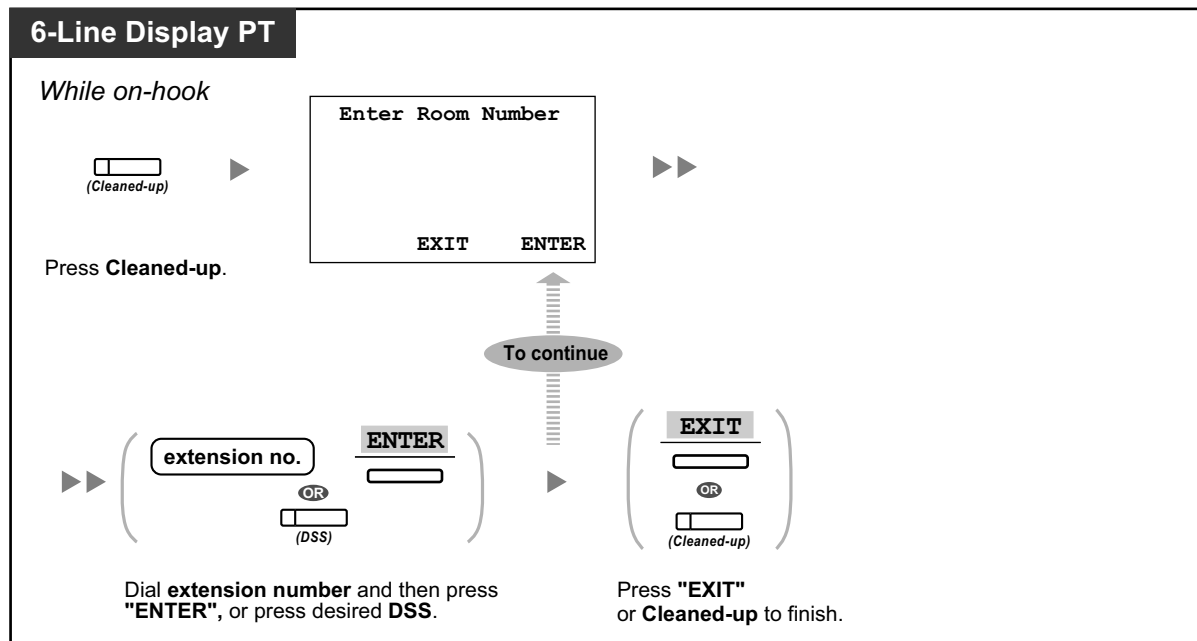 6-Line Display PT
While on-hook
Enter Room Number
(Cleaned-up)
EXIT ENTER
Press Cleaned-up.
To continue
extension no.
ENTER
OR
(DSS)
EXIT
OR
(Cleaned-up)
Dial extension number and then press
"ENTER", or press desired DSS.
Press "EXIT"
or Cleaned-up to finish.